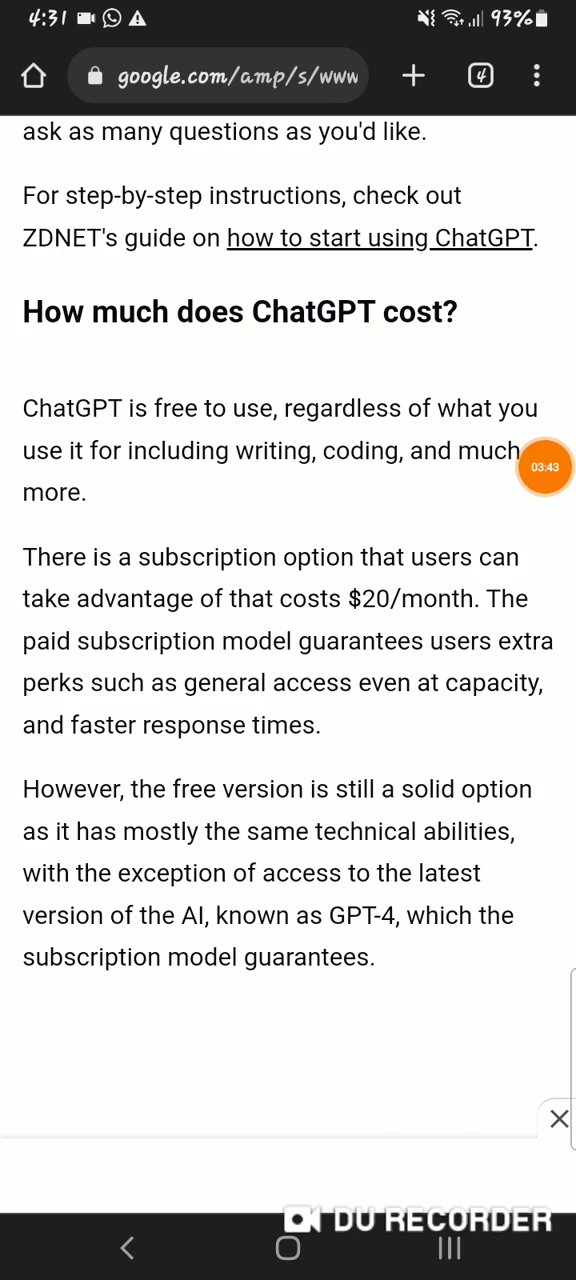 4:31
93%
google.com/amp/s/www
4
ask as many questions as you'd like.
For step-by-step instructions, check out
ZDNET's guide on how to start using ChatGPT.
How much does ChatGPT cost?
ChatGPT is free to use, regardless of what you
use it for including writing, coding, and much
more.
03:43
There is a subscription option that users can
take advantage of that costs $20/month. The
paid subscription model guarantees users extra
perks such as general access even at capacity,
and faster response times.
However, the free version is still a solid option
as it has mostly the same technical abilities,
with the exception of access to the latest
version of the AI, known as GPT-4, which the
subscription model guarantees.
DU RECORDER